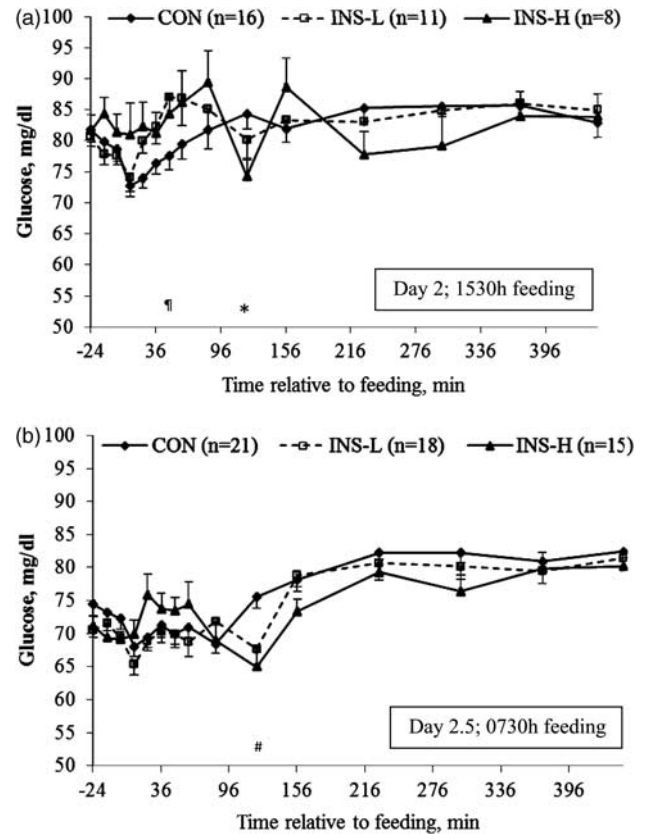 (a)
CON (n=16) INS-L (n=11) INS-H (n=8)
100
95
90
85
80
75
70
65
60
55
50
Glucose, mg/dl
¶ *
Day 2; 1530h feeding
-24 36 96 156 216 276 336 396
Time relative to feeding, min
(b)
CON (n=21) INS-L (n=18) INS-H (n=15)
100
95
90
85
80
75
70
65
60
55
50
Glucose, mg/dl
#
Day 2.5; 0730h feeding
-24 36 96 156 216 276 336 396
Time relative to feeding, min